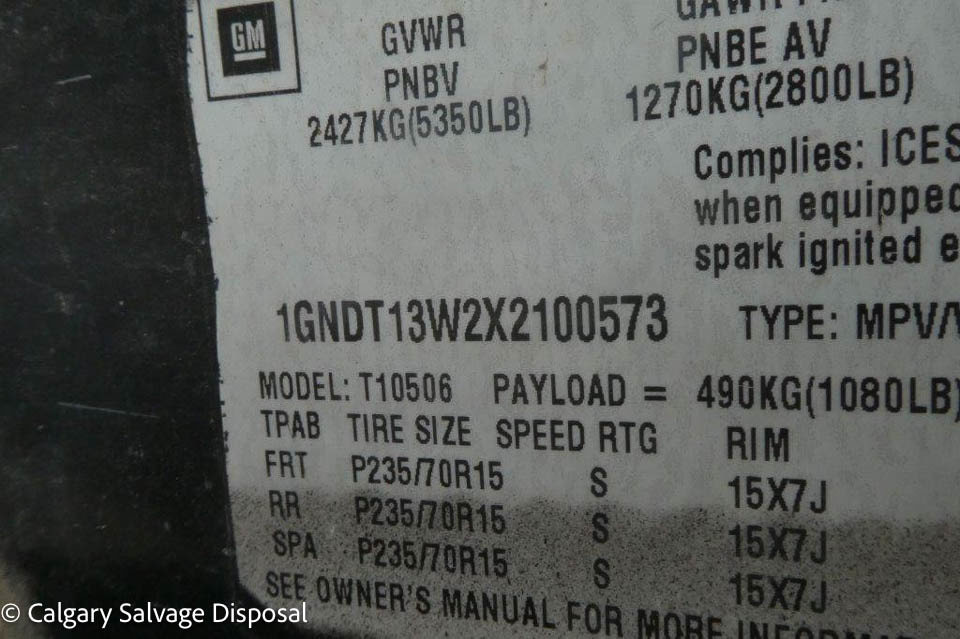 GM
GVWR
PNBV
2427KG(5350LB)
PNBE AV
1270KG(2800LB)
Complies: ICES
when equipped
spark ignited e
1GNDT13W2X2100573 TYPE: MPV/
MODEL: T10506 PAYLOAD = 490KG(1080LB)
TPAB TIRE SIZE SPEED RTG RIM
FRT P235/70R15 S 15X7J
RR P235/70R15 S 15X7J
SPA P235/70R15 S 15X7J
SEE OWNER'S MANUAL FOR MORE
© Calgary Salvage Disposal